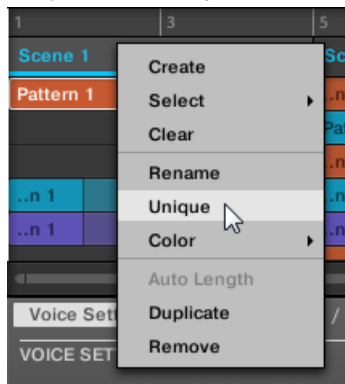 1 3 5
Scene 1 Sc
Create
Pattern 1 ..n
Select
Pa
Clear
..n
Rename
..n 1 ..n
Unique
..n 1 ..n
Color
Auto Length
Voice Sett /
Duplicate
VOICE SET
Remove